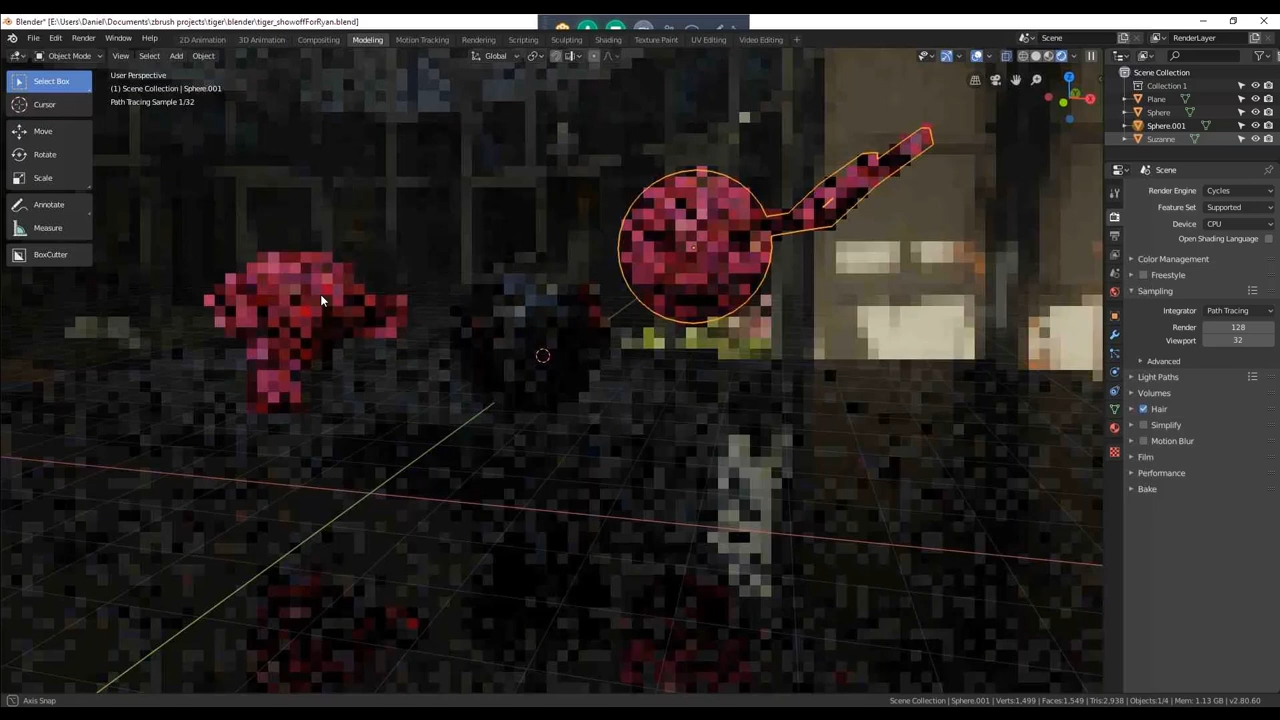 Blender* [E:\Users\Daniel\Documents\zbrush projects\tiger\blender\tiger_showoffForRyan.blend]
File Edit Render Window Help 2D Animation 3D Animation Compositing Modeling Motion Tracking Rendering Scripting Sculpting Shading Texture Paint UV Editing Video Editing + Scene RenderLayer
Object Mode View Select Add Object Global
Select Box
Cursor
Move
Rotate
Scale
Annotate
Measure
BoxCutter
User Perspective
(1) Scene Collection | Sphere.001
Path Tracing Sample 1/32
Z
Y
X
Scene Collection
Collection 1
Plane
Sphere
Sphere.001
Suzanne
Scene
Render Engine Cycles
Feature Set Supported
Device CPU
Open Shading Language
Color Management
Freestyle
Sampling
Integrator Path Tracing
Render 128
Viewport 32
Advanced
Light Paths
Volumes
Hair
Simplify
Motion Blur
Film
Performance
Bake
Axis Snap
Scene Collection | Sphere.001 | Verts:1,499 | Faces:1,549 | Tris:2,938 | Objects:1/4 | Mem: 1.13 GB | v2.80.60